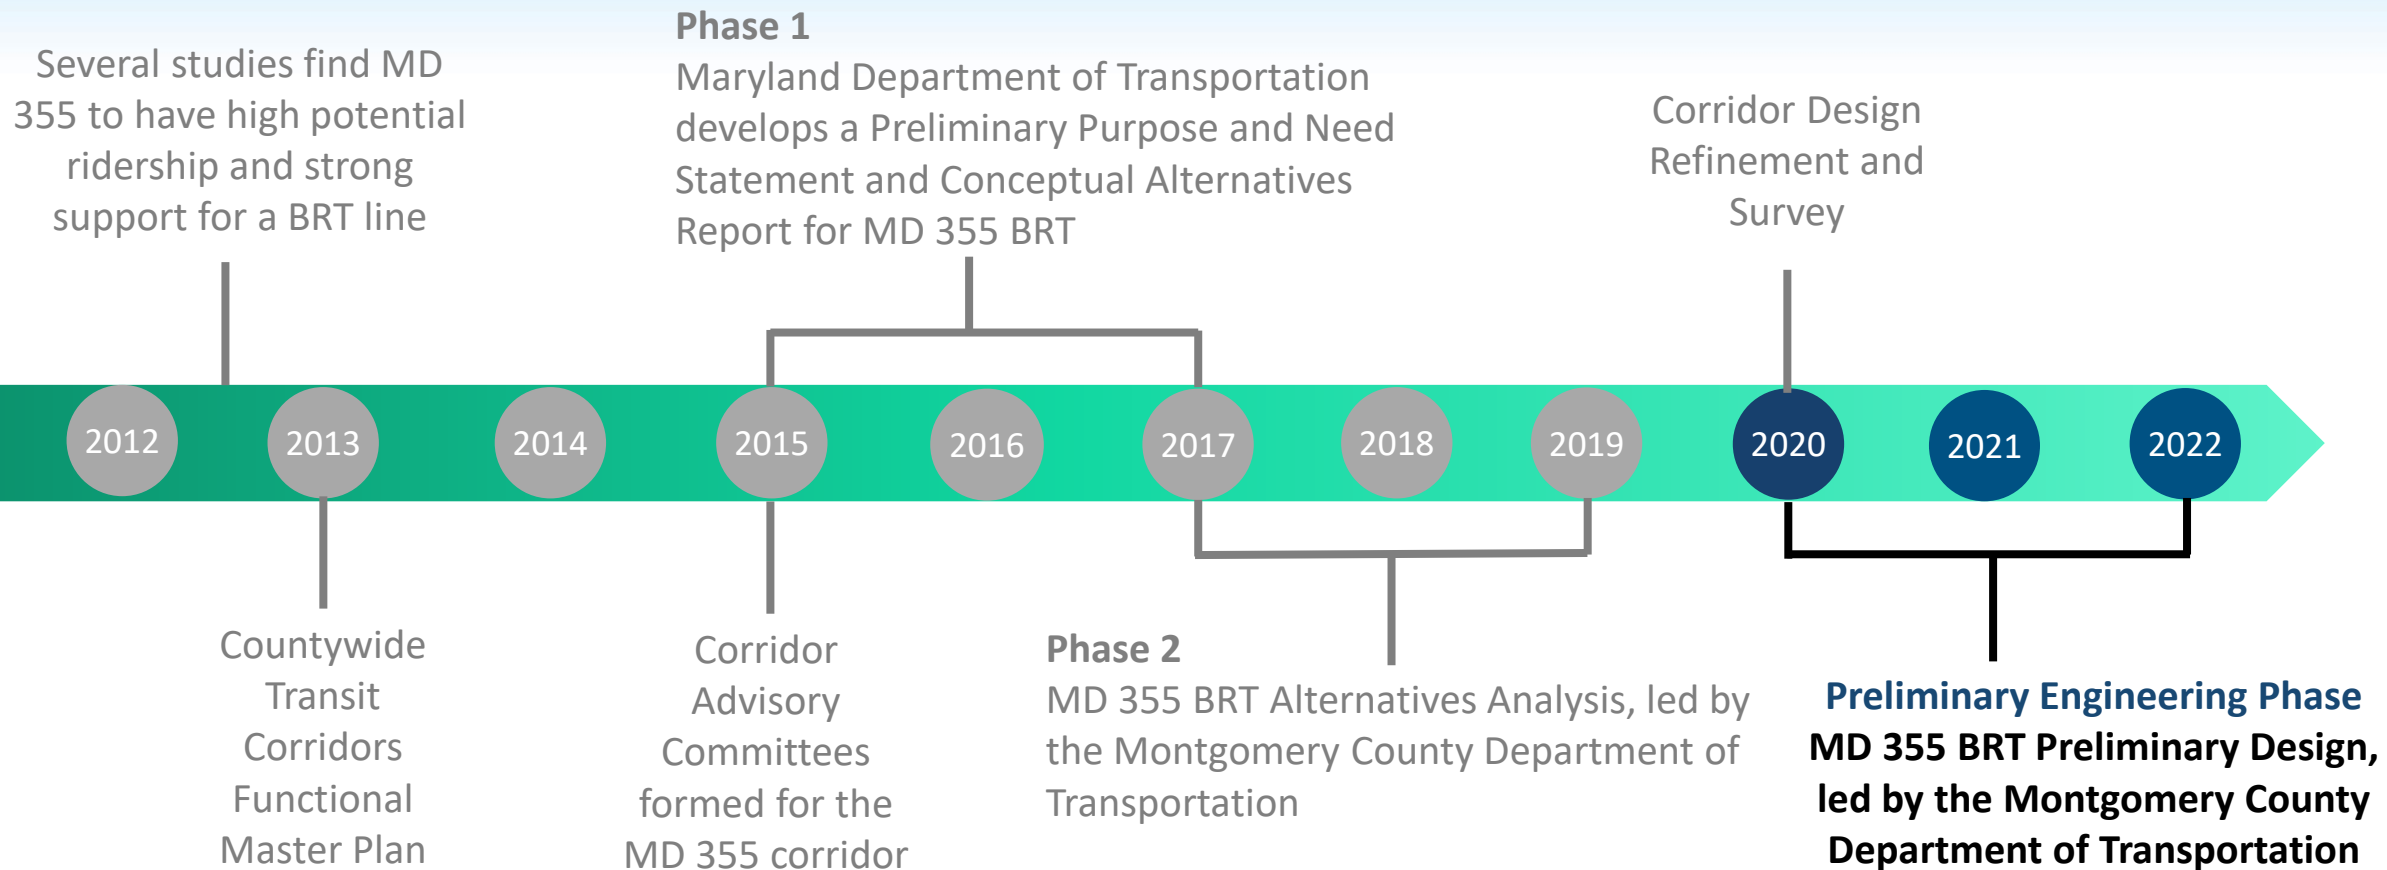 Several studies find MD
355 to have high potential
ridership and strong
support for a BRT line
Phase 1
Maryland Department of Transportation
develops a Preliminary Purpose and Need
Statement and Conceptual Alternatives
Report for MD 355 BRT
Corridor Design
Refinement and
Survey
2012
2013
2014
2015
2016
2017
2018
2019
2020
2021
2022
Countywide
Transit
Corridors
Functional
Master Plan
Corridor
Advisory
Committees
formed for the
MD 355 corridor
Phase 2
MD 355 BRT Alternatives Analysis, led by
the Montgomery County Department of
Transportation
Preliminary Engineering Phase
MD 355 BRT Preliminary Design,
led by the Montgomery County
Department of Transportation